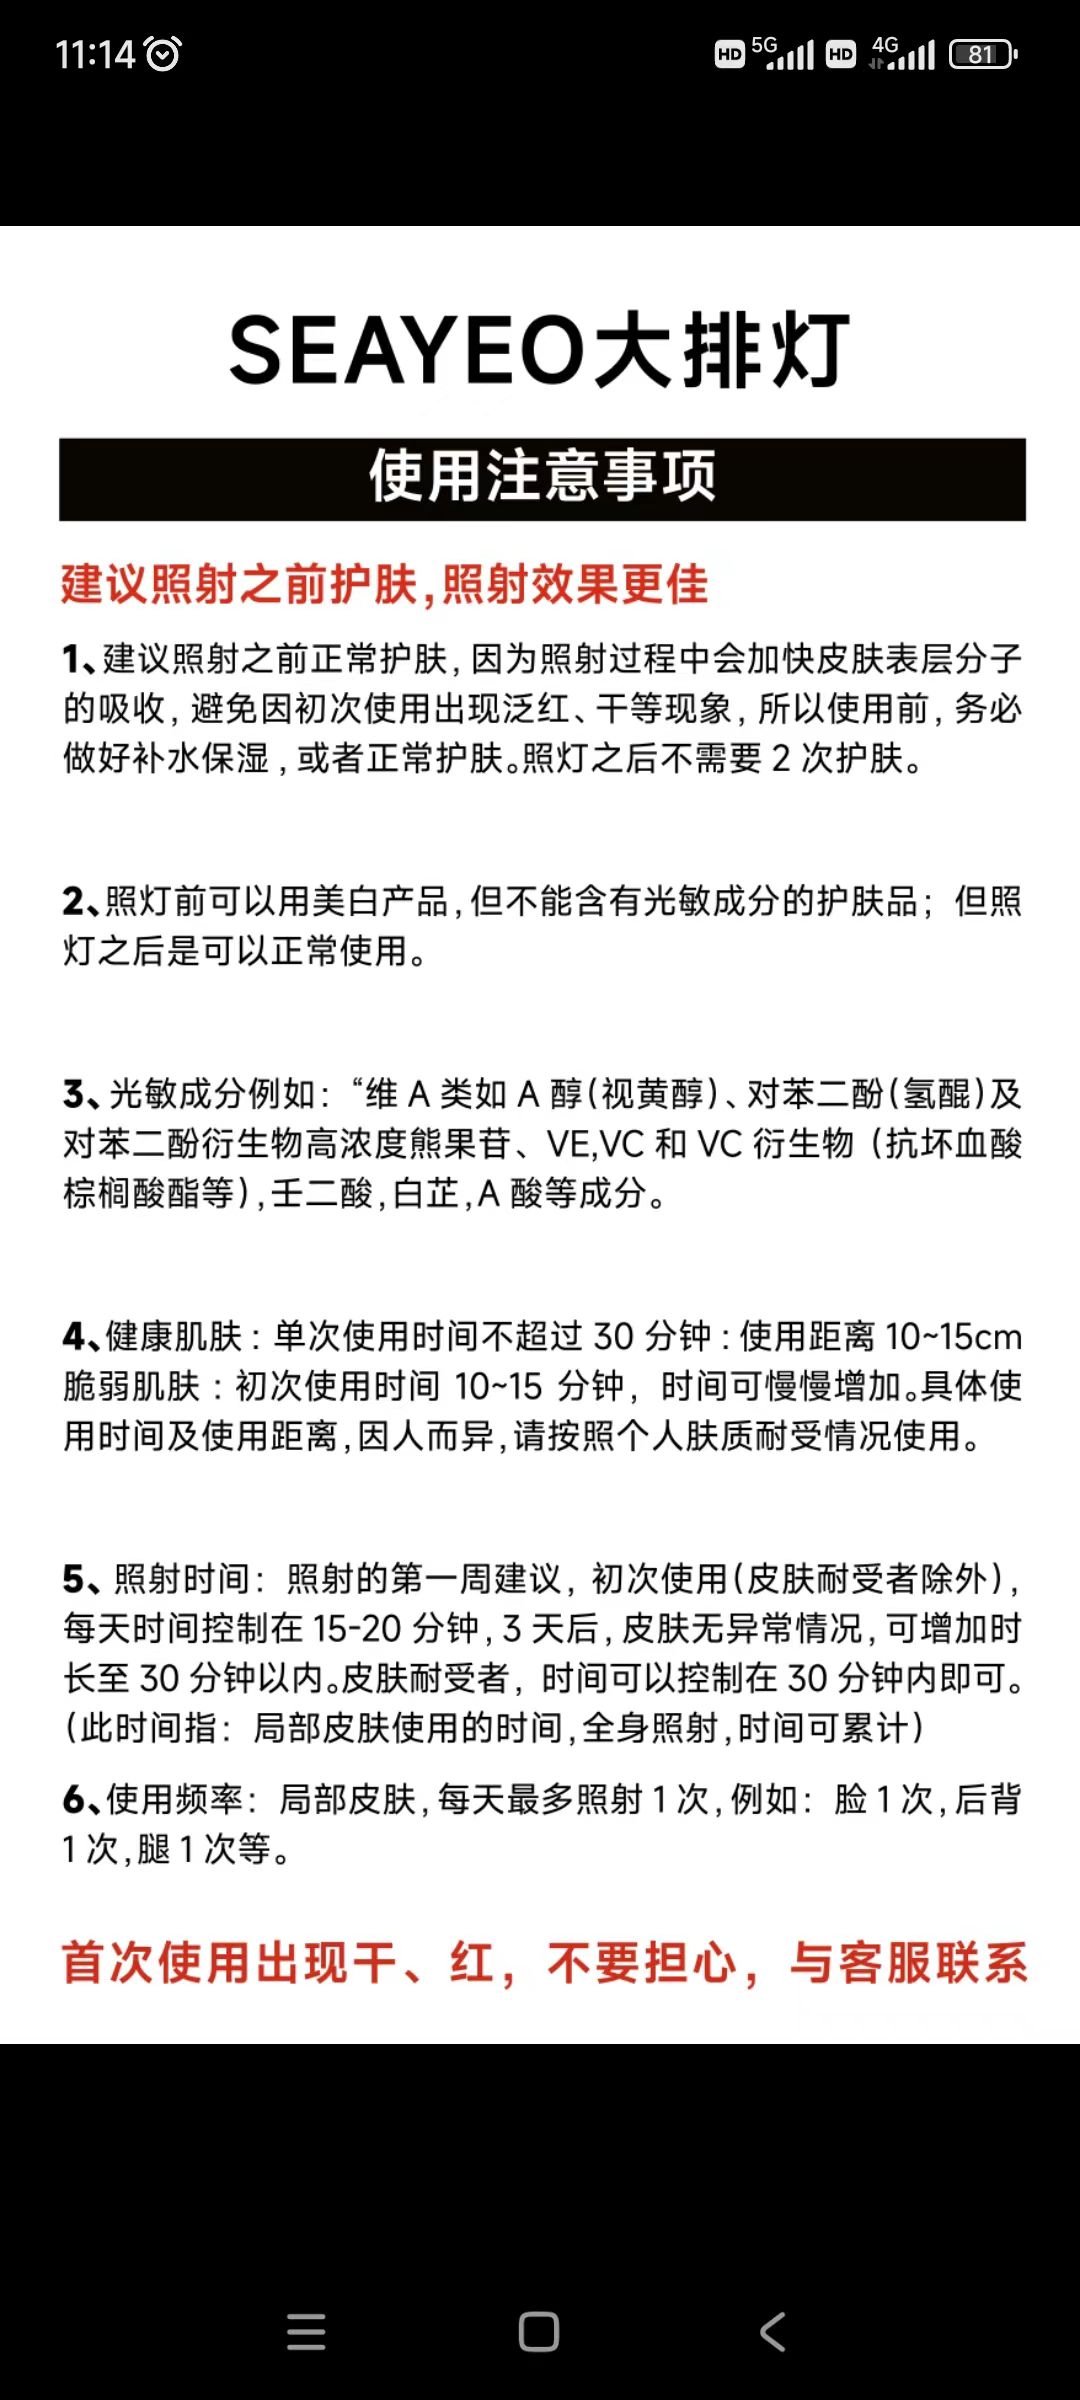 11:14
HD 5G HD 4G 81
SEAYEO大排灯
使用注意事项
建议照射之前护肤,照射效果更佳
1、建议照射之前正常护肤,因为照射过程中会加快皮肤表层分子
的吸收,避免因初次使用出现泛红、干等现象,所以使用前,务必
做好补水保湿,或者正常护肤。照灯之后不需要 2 次护肤。
2、照灯前可以用美白产品,但不能含有光敏成分的护肤品；但照
灯之后是可以正常使用。
3、光敏成分例如：“维 A 类如 A 醇(视黄醇)、对苯二酚(氢醌)及
对苯二酚衍生物高浓度熊果苷、VE,VC 和 VC 衍生物 (抗坏血酸
棕榈酸酯等),壬二酸,白芷,A 酸等成分。
4、健康肌肤:单次使用时间不超过 30 分钟:使用距离 10~15cm
脆弱肌肤:初次使用时间 10~15 分钟，时间可慢慢增加。具体使
用时间及使用距离,因人而异,请按照个人肤质耐受情况使用。
5、照射时间：照射的第一周建议，初次使用(皮肤耐受者除外),
每天时间控制在 15-20 分钟,3 天后,皮肤无异常情况,可增加时
长至 30 分钟以内。皮肤耐受者，时间可以控制在 30 分钟内即可。
(此时间指：局部皮肤使用的时间,全身照射,时间可累计)
6、使用频率：局部皮肤,每天最多照射 1 次,例如：脸 1 次,后背
1 次,腿 1 次等。
首次使用出现干、红，不要担心，与客服联系